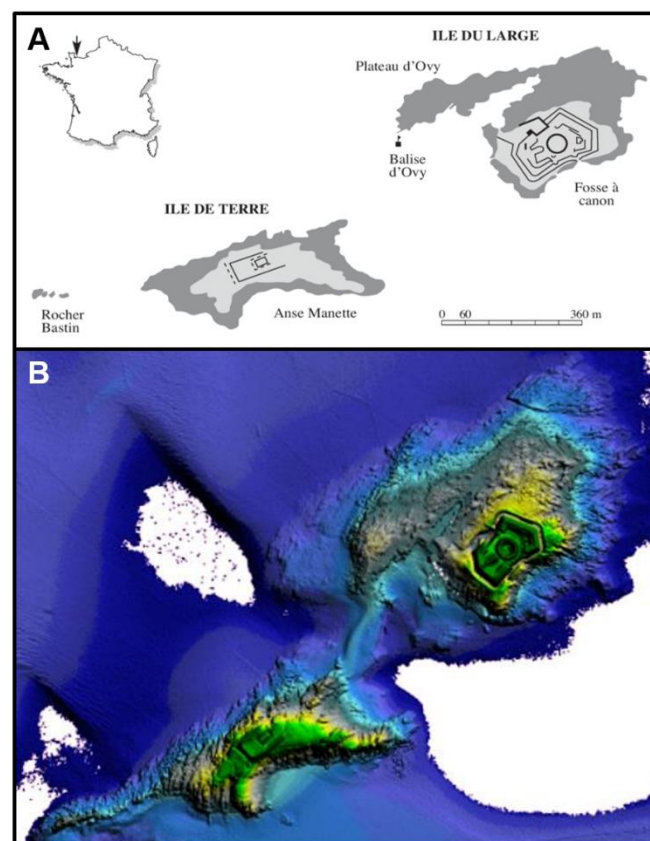 A
ILE DU LARGE
Plateau d'Ovy
Balise
d'Ovy
Fosse à
canon
ILE DE TERRE
Rocher
Bastin
Anse Manette
0 60 360 m
B